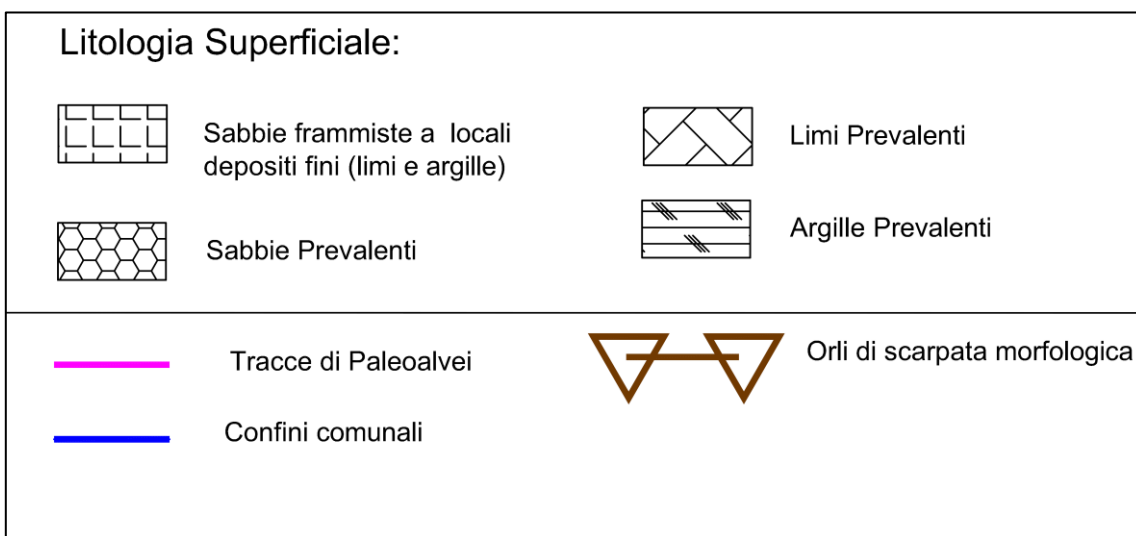 Litologia Superficiale:
Sabbie frammiste a locali
depositi fini (limi e argille)
Limi Prevalenti
Sabbie Prevalenti
Argille Prevalenti
Tracce di Paleoalvei
Orli di scarpata morfologica
Confini comunali